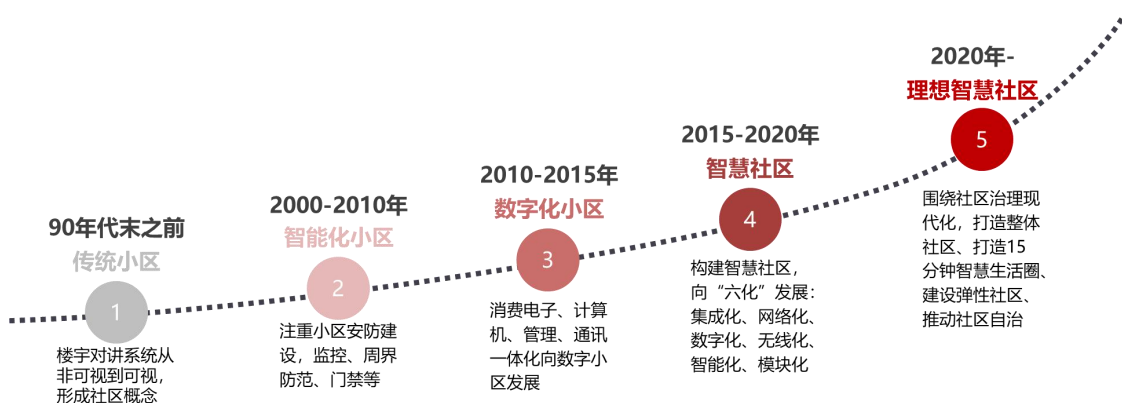 90年代末之前
传统小区
1
楼宇对讲系统从
非可视到可视，
形成社区概念
2000-2010年
智能化小区
2
注重小区安防建
设，监控、周界
防范、门禁等
2010-2015年
数字化小区
3
消费电子、计算
机、管理、通讯
一体化向数字小
区发展
2015-2020年
智慧社区
4
构建智慧社区，
向“六化”发展：
集成化、网络化、
数字化、无线化、
智能化、模块化
2020年-
理想智慧社区
5
围绕社区治理现
代化，打造整体
社区、打造15
分钟智慧生活圈、
建设弹性社区、
推动社区自治